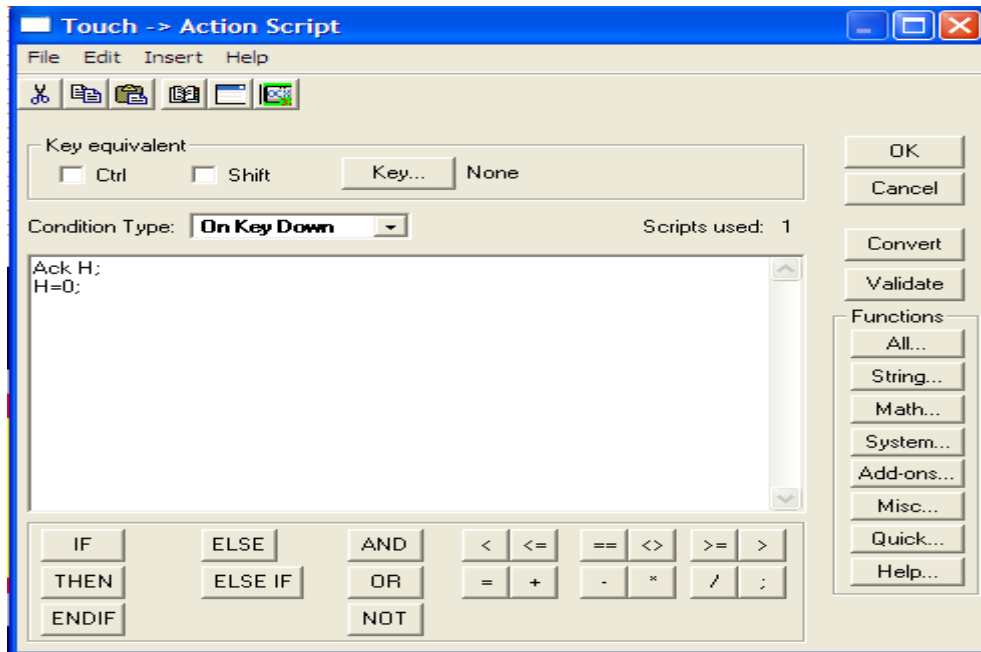 Touch -> Action Script
File Edit Insert Help
Key equivalent
Ctrl Shift Key... None
OK
Cancel
Condition Type: On Key Down Scripts used: 1
Convert
Validate
Ack H;
H=0;
Functions
All...
String...
Math...
System...
Add-ons...
Misc...
Quick...
Help...
IF ELSE AND < <= == <> >= >
THEN ELSE IF OR = + - * / ;
ENDIF NOT